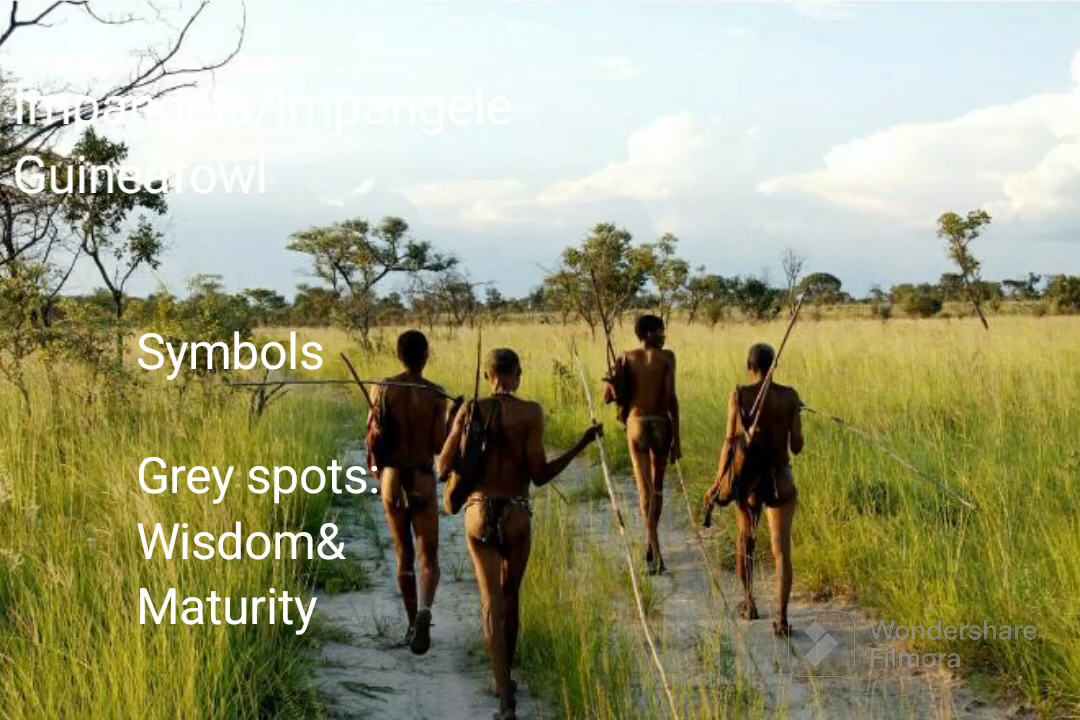 Impangela/Impangele
Guineafowl
Symbols
Grey spots:
Wisdom&
Maturity
Wondershare
Filmora